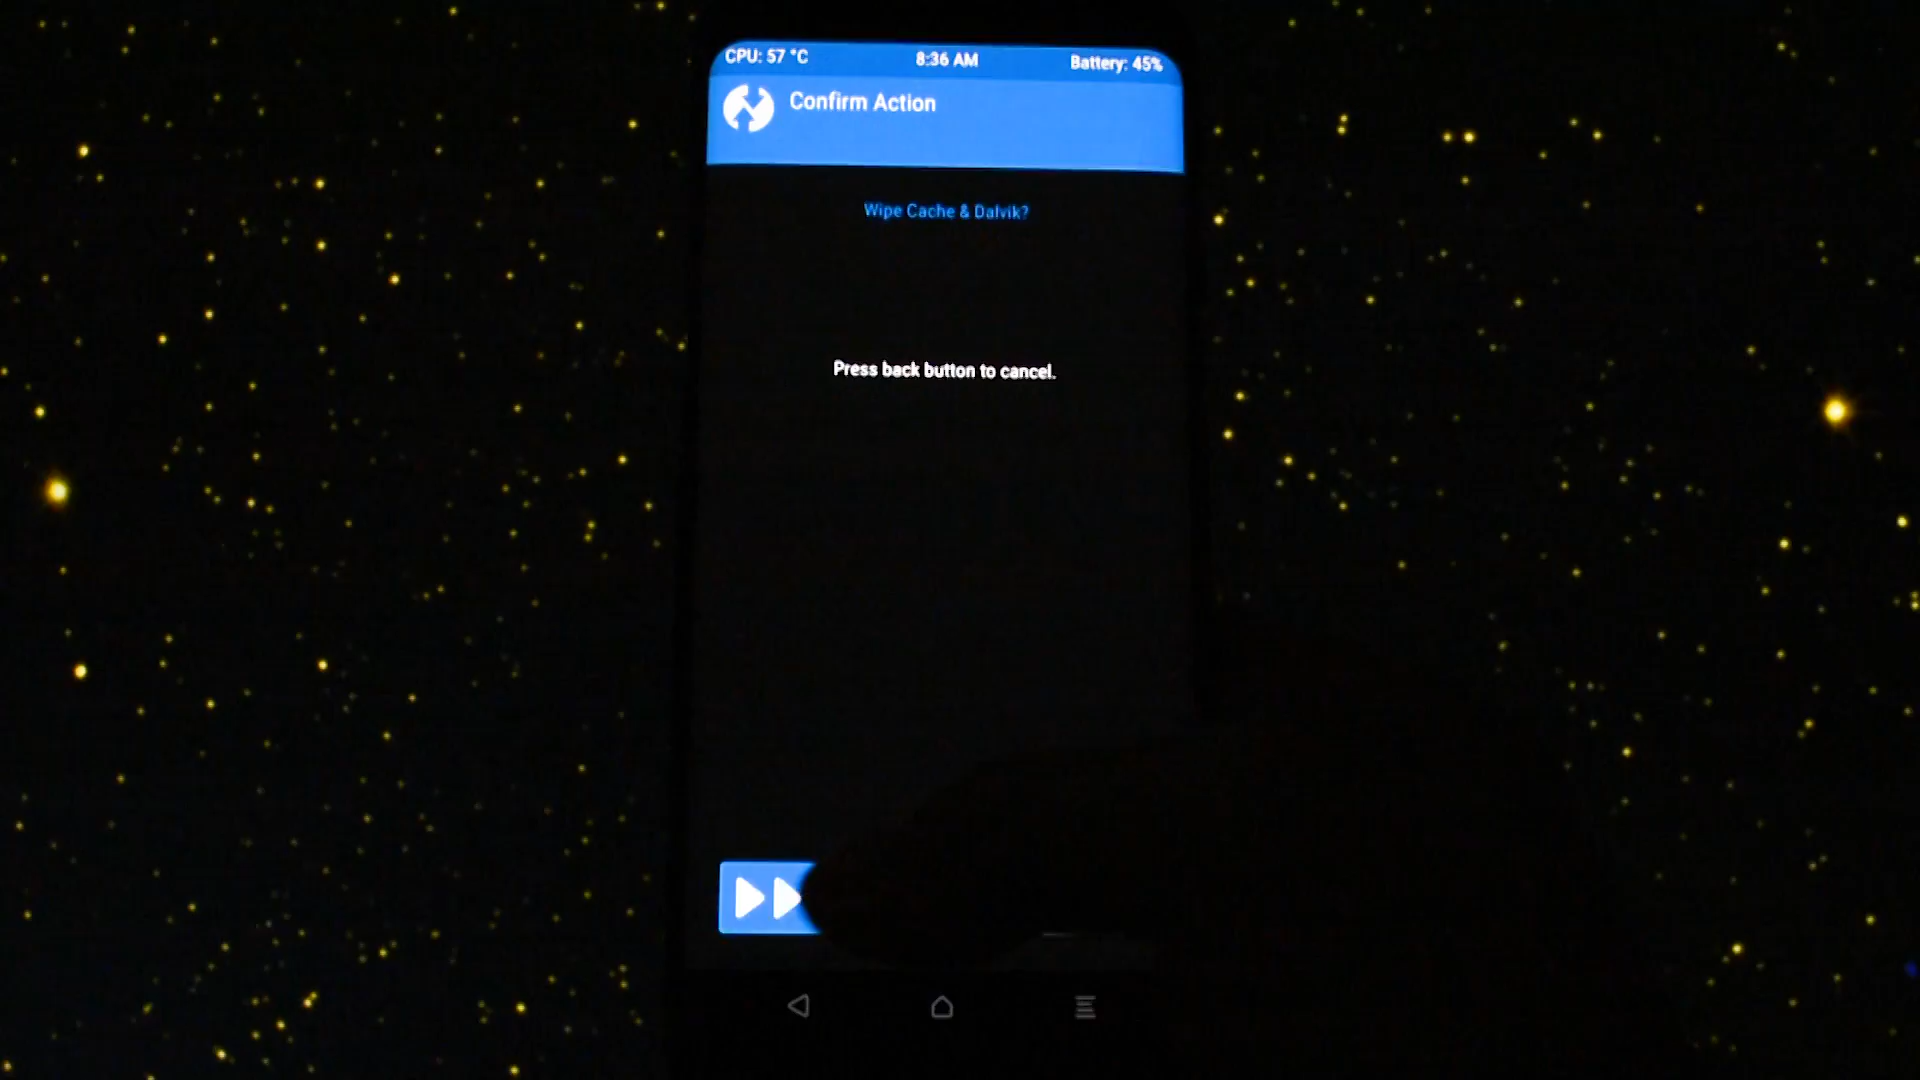 CPU: 57 °C 8:36 AM Battery: 45%
Confirm Action
Wipe Cache & Dalvik?
Press back button to cancel.